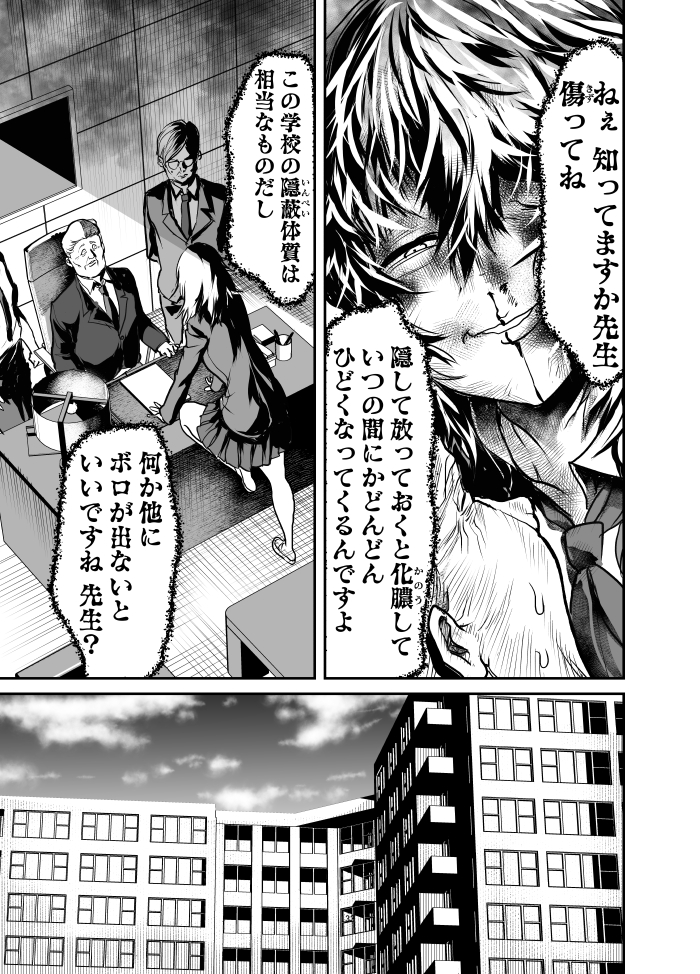 ねぇ 知ってますか先生
傷ってね
隠して放っておくと化膿して
いつの間にかどんどん
ひどくなってくるんですよ
この学校の隠蔽体質は
相当なものだし
何か他に
ボロが出ないと
いいですね 先生?